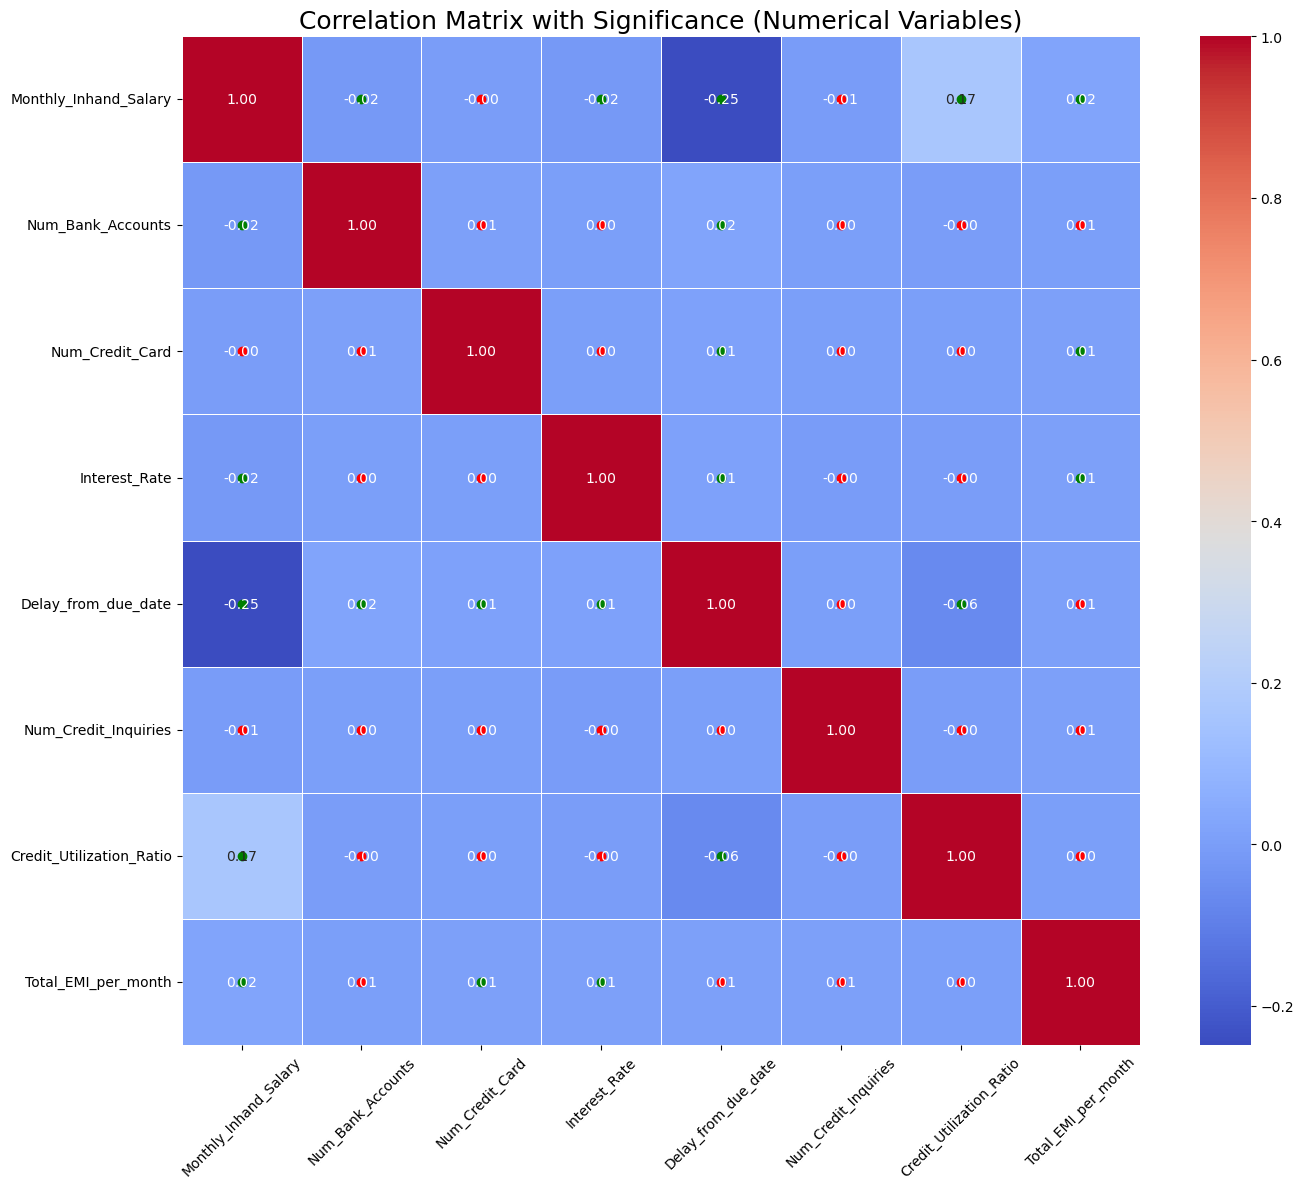 Correlation Matrix with Significance (Numerical Variables)
Monthly_Inhand_Salary 1.00 -0.02 -0.00 -0.02 -0.25 -0.01 0.17 0.02
Num_Bank_Accounts -0.02 1.00 0.01 0.00 0.02 0.00 -0.00 0.01
Num_Credit_Card -0.00 0.01 1.00 0.00 0.01 0.00 0.00 0.01
Interest_Rate -0.02 0.00 0.00 1.00 0.01 -0.00 -0.00 0.01
Delay_from_due_date -0.25 0.02 0.01 0.01 1.00 0.00 -0.06 0.01
Num_Credit_Inquiries -0.01 0.00 0.00 -0.00 0.00 1.00 -0.00 0.01
Credit_Utilization_Ratio 0.17 -0.00 0.00 -0.00 -0.06 -0.00 1.00 0.00
Total_EMI_per_month 0.02 0.01 0.01 0.01 0.01 0.01 0.00 1.00
Monthly_Inhand_Salary
Num_Bank_Accounts
Num_Credit_Card
Interest_Rate
Delay_from_due_date
Num_Credit_Inquiries
Credit_Utilization_Ratio
Total_EMI_per_month
1.0
0.8
0.6
0.4
0.2
0.0
−0.2